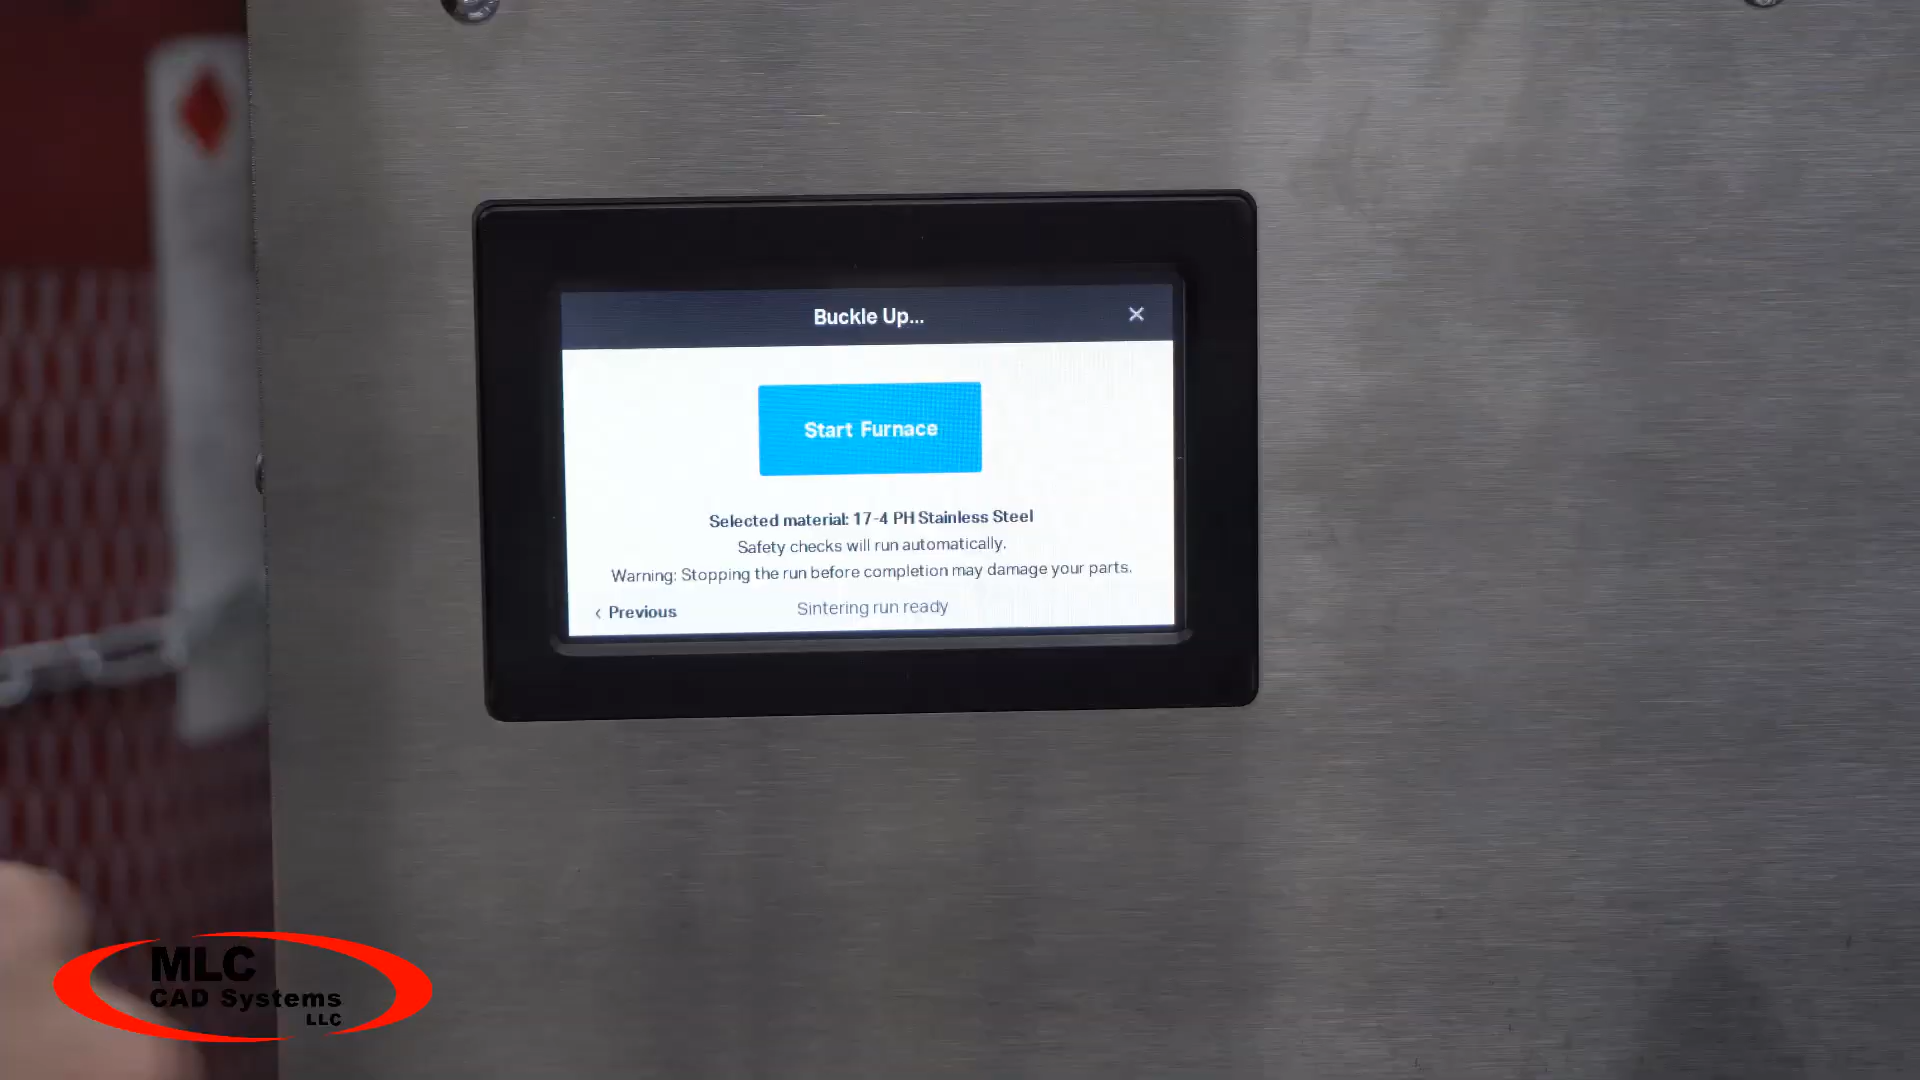 Buckle Up...
Start Furnace
Selected material: 17-4 PH Stainless Steel
Safety checks will run automatically.
Warning: Stopping the run before completion may damage your parts.
< Previous
Sintering run ready
MLC
CAD Systems
LLC